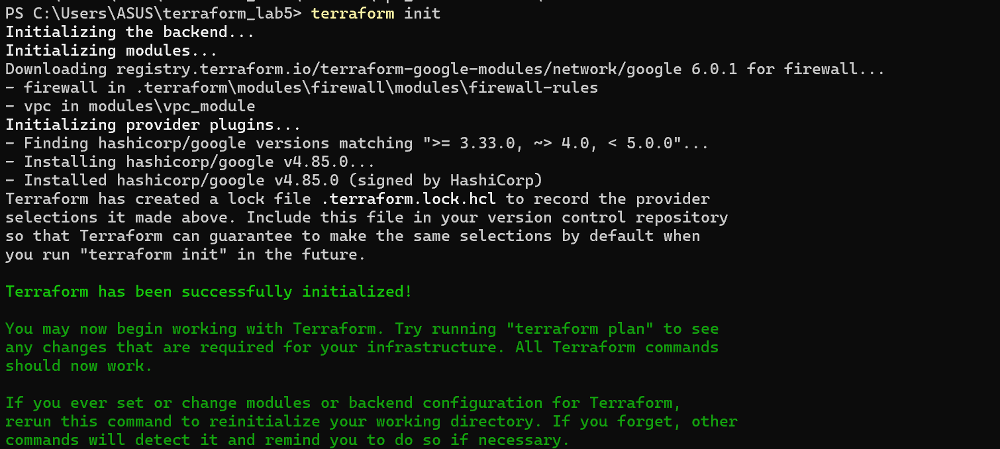 PS C:\Users\ASUS\terraform_lab5> terraform init
Initializing the backend...
Initializing modules...
Downloading registry.terraform.io/terraform-google-modules/network/google 6.0.1 for firewall...
- firewall in .terraform\modules\firewall\modules\firewall-rules
- vpc in modules\vpc_module
Initializing provider plugins...
- Finding hashicorp/google versions matching ">= 3.33.0, ~> 4.0, < 5.0.0"...
- Installing hashicorp/google v4.85.0...
- Installed hashicorp/google v4.85.0 (signed by HashiCorp)
Terraform has created a lock file .terraform.lock.hcl to record the provider
selections it made above. Include this file in your version control repository
so that Terraform can guarantee to make the same selections by default when
you run "terraform init" in the future.
Terraform has been successfully initialized!
You may now begin working with Terraform. Try running "terraform plan" to see
any changes that are required for your infrastructure. All Terraform commands
should now work.
If you ever set or change modules or backend configuration for Terraform,
rerun this command to reinitialize your working directory. If you forget, other
commands will detect it and remind you to do so if necessary.